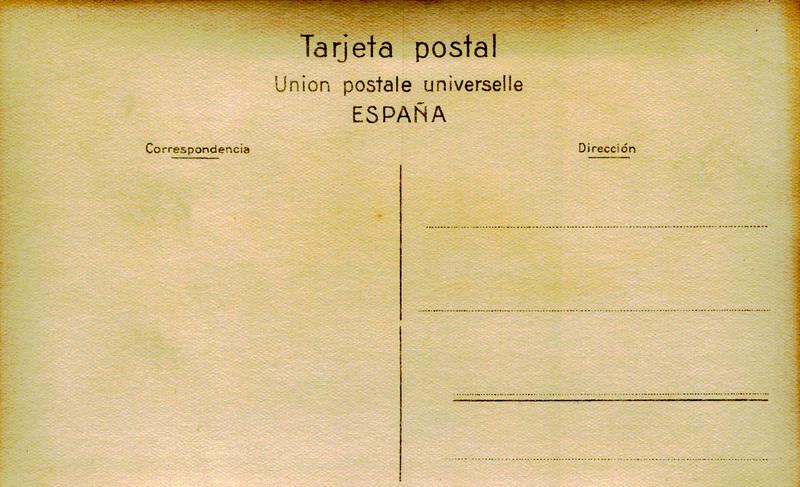 Tarjeta postal
Union postale universelle
ESPAÑA
Correspondencia
Dirección